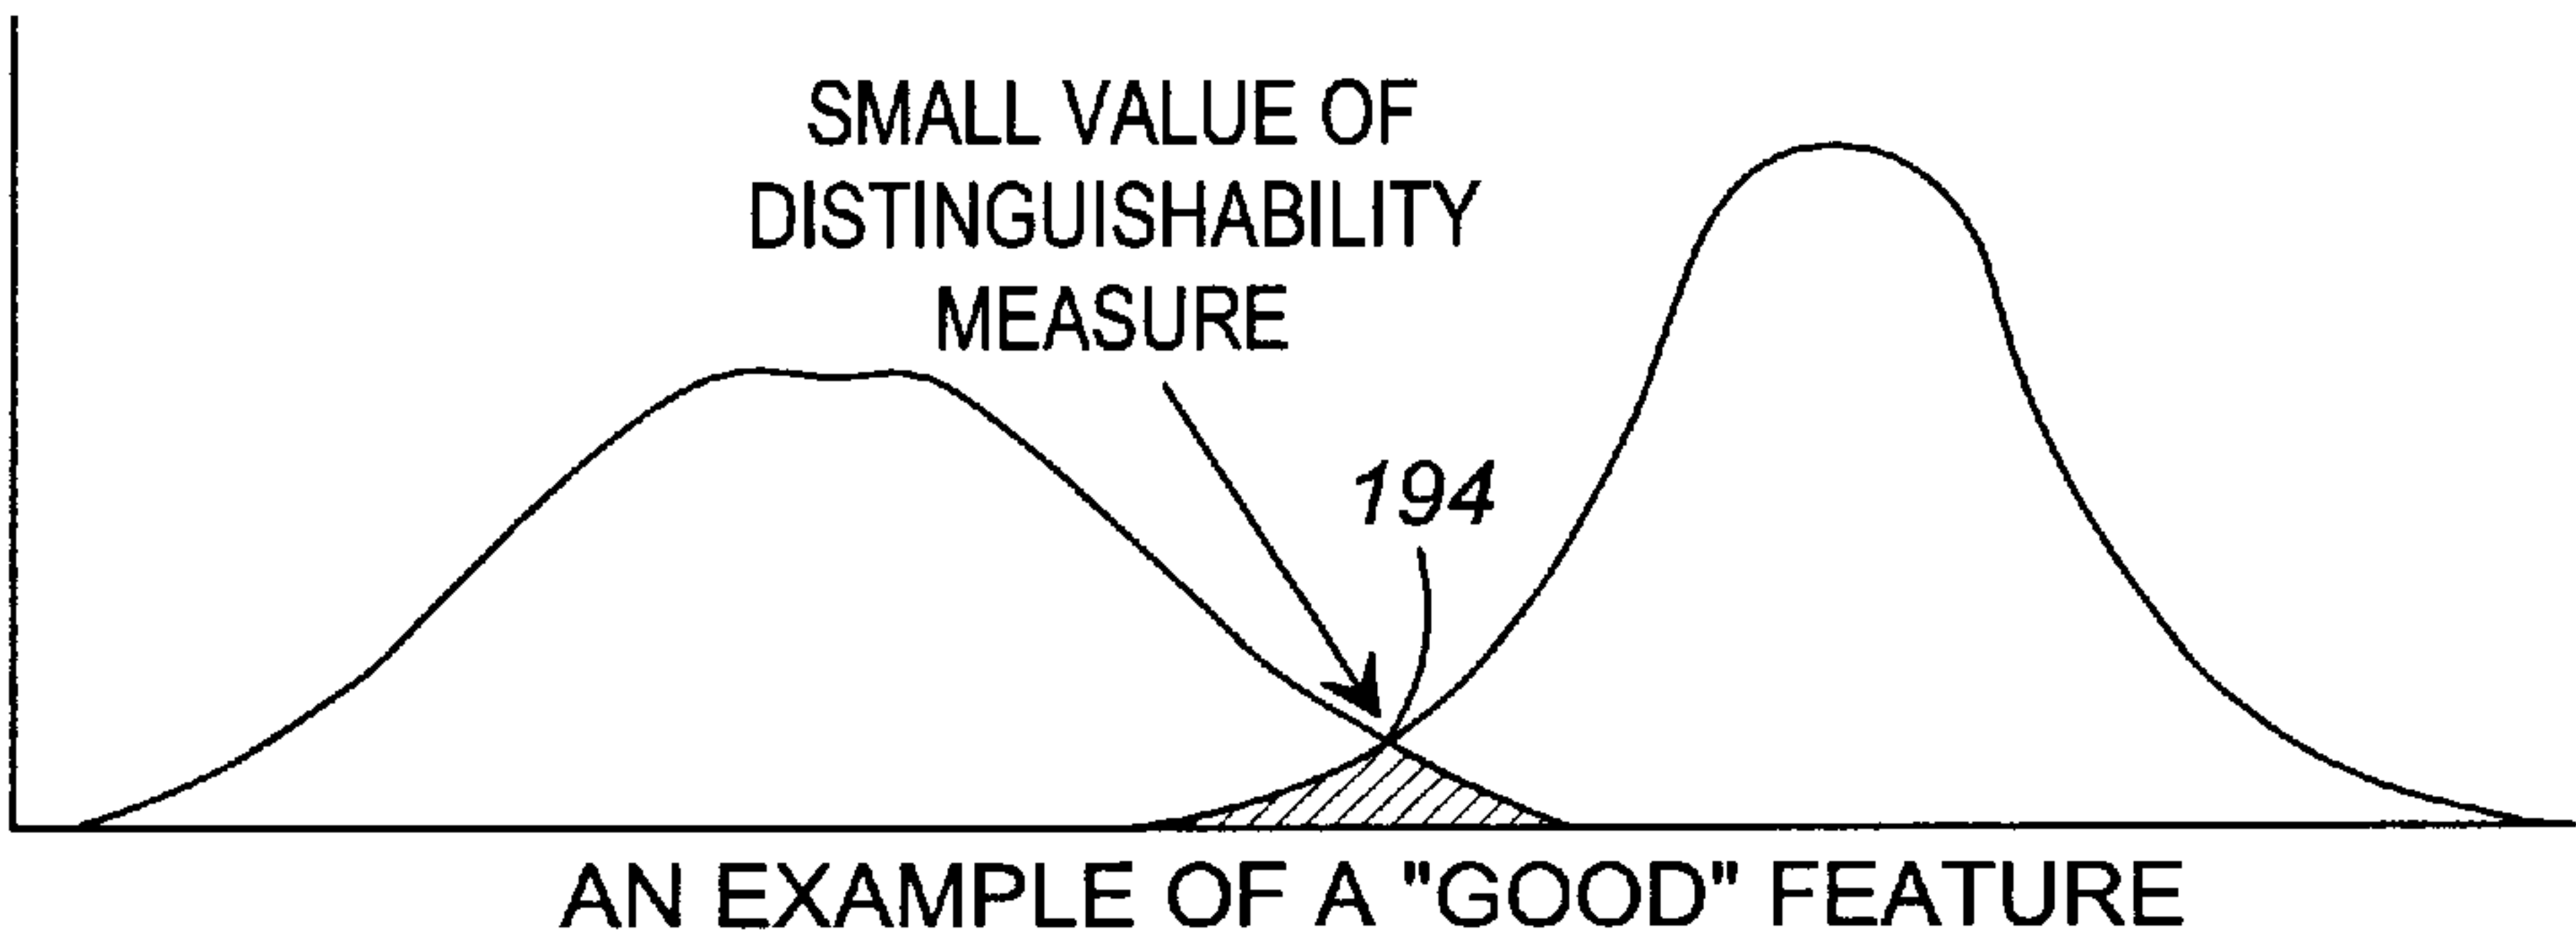 SMALL VALUE OF
DISTINGUISHABILITY
MEASURE
194
AN EXAMPLE OF A "GOOD" FEATURE